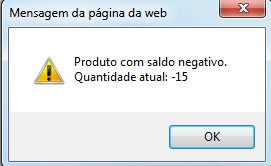 Mensagem da página da web
Produto com saldo negativo.
Quantidade atual: -15
OK